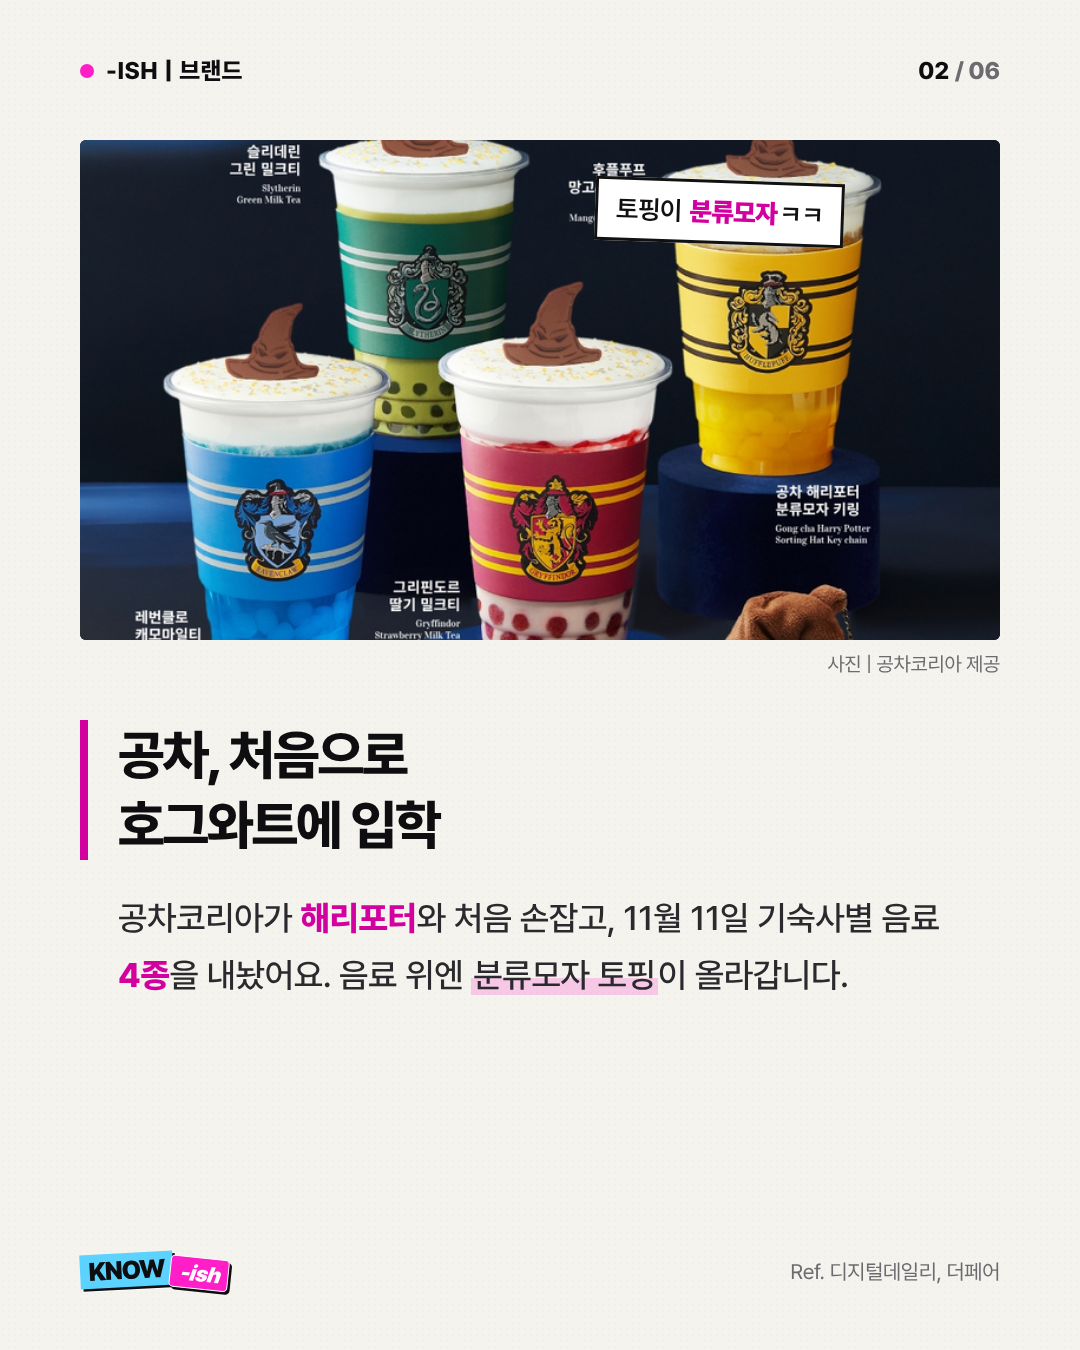 -ISH | 브랜드
02 / 06
슬리데린
그린 밀크티
Slytherin
Green Milk Tea
후플푸프
토핑이 분류모자ㅋㅋ
SLYTHERIN
HUFFLEPUFF
공차 해리포터
분류모자 키링
Gong cha Harry Potter
Sorting Hat Key chain
RAVENCLAW
GRYFFINDOR
그리핀도르
딸기 밀크티
Gryffindor
Strawberry Milk Tea
레번클로
캐모마일티
사진 | 공차코리아 제공
공차, 처음으로
호그와트에 입학
공차코리아가 해리포터와 처음 손잡고, 11월 11일 기숙사별 음료
4종을 내놨어요. 음료 위엔 분류모자 토핑이 올라갑니다.
KNOW -ish
Ref. 디지털데일리, 더페어